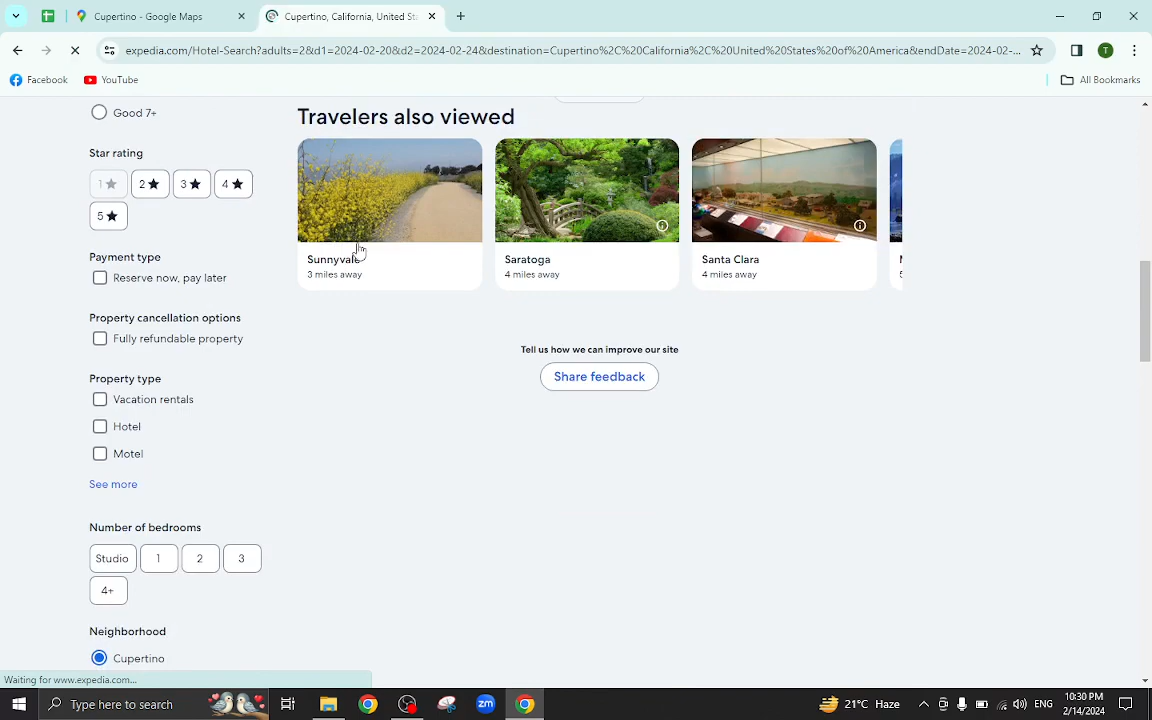 Cupertino - Google Maps
Cupertino, California, United St
expedia.com/Hotel-Search?adults=2&d1=2024-02-20&d2=2024-02-24&destination=Cupertino%2C%20California%2C%20United%20States%20of%20America&endDate=2024-02-...
T
Facebook
YouTube
All Bookmarks
Good 7+
Star rating
1
2
3
4
5
Payment type
Reserve now, pay later
Property cancellation options
Fully refundable property
Property type
Vacation rentals
Hotel
Motel
See more
Number of bedrooms
Studio
1
2
3
4+
Neighborhood
Cupertino
Travelers also viewed
Sunnyvale
3 miles away
Saratoga
4 miles away
Santa Clara
4 miles away
Tell us how we can improve our site
Share feedback
Waiting for www.expedia.com...
Type here to search
zm
21°C Haze
ENG
10:30 PM
2/14/2024